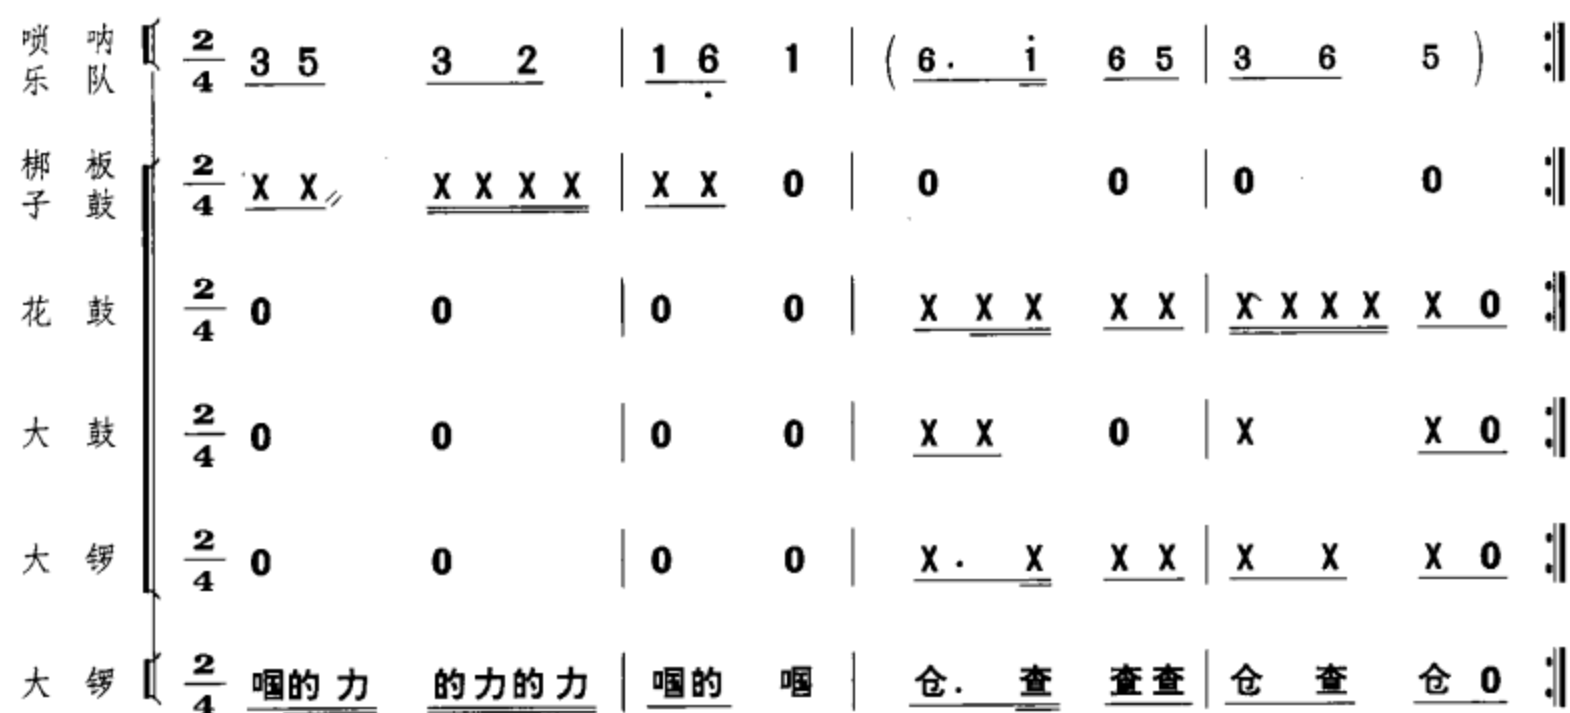 唢呐乐队 2/4 3 5 3 2 | 1 6̣ 1 | ( 6. i̇ 6 5 | 3 6 5 ) :‖
梆子板鼓 2/4 X X X X X X | X X 0 | 0 0 | 0 0 :‖
花鼓 2/4 0 0 | 0 0 | X X X X X | X X X X X 0 :‖
大鼓 2/4 0 0 | 0 0 | X X 0 | X X 0 :‖
大锣 2/4 0 0 | 0 0 | X. X X X | X X X 0 :‖
大锣 2/4 嘓的力 的力的力 | 嘓的 嘓 | 仓. 查 查查 | 仓 查 仓 0 :‖